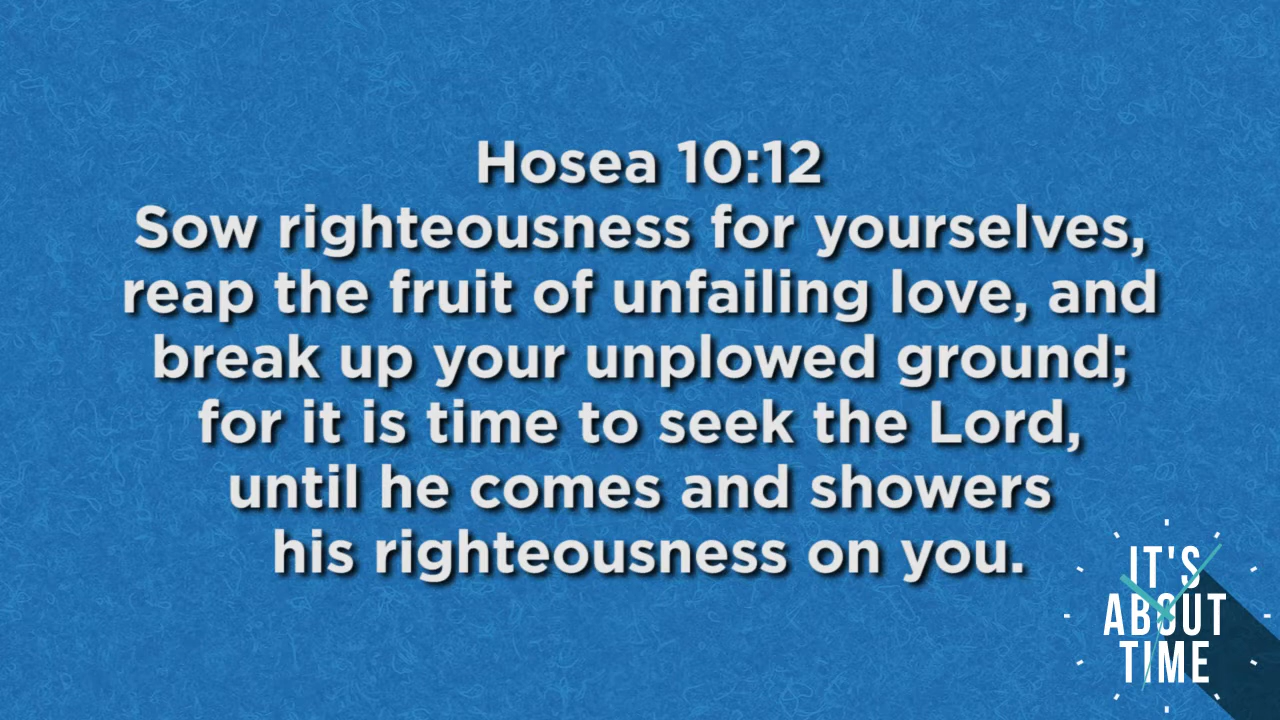 Hosea 10:12
Sow righteousness for yourselves,
reap the fruit of unfailing love, and
break up your unplowed ground;
for it is time to seek the Lord,
until he comes and showers
his righteousness on you.
IT'S
ABOUT
TIME